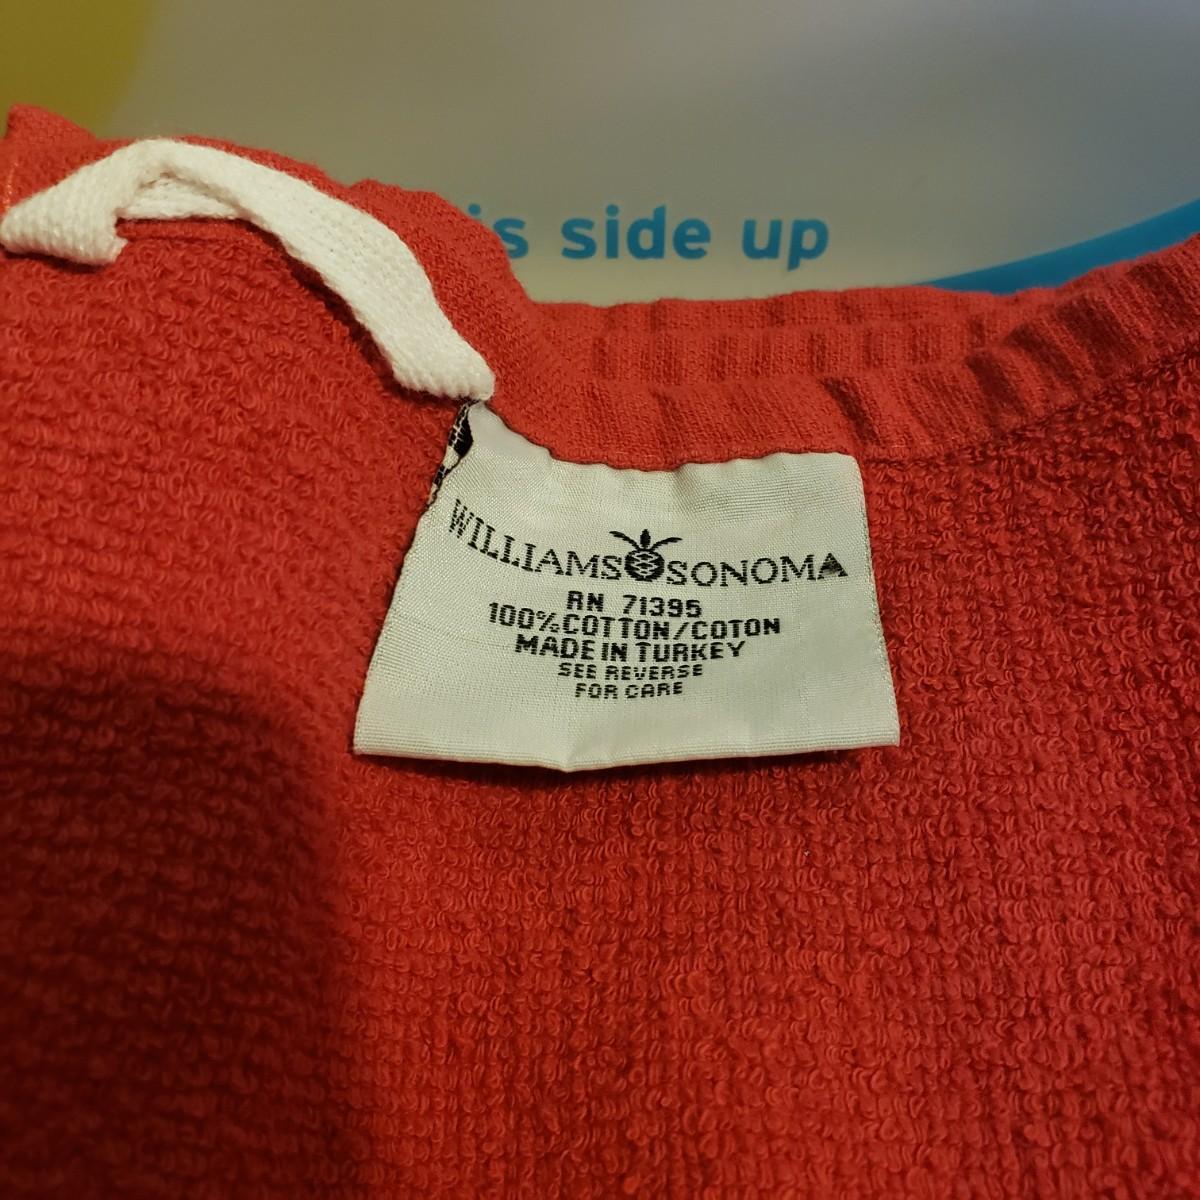 is side up
WILLIAMS SONOMA
RN 71395
100% COTTON/COTON
MADE IN TURKEY
SEE REVERSE
FOR CARE